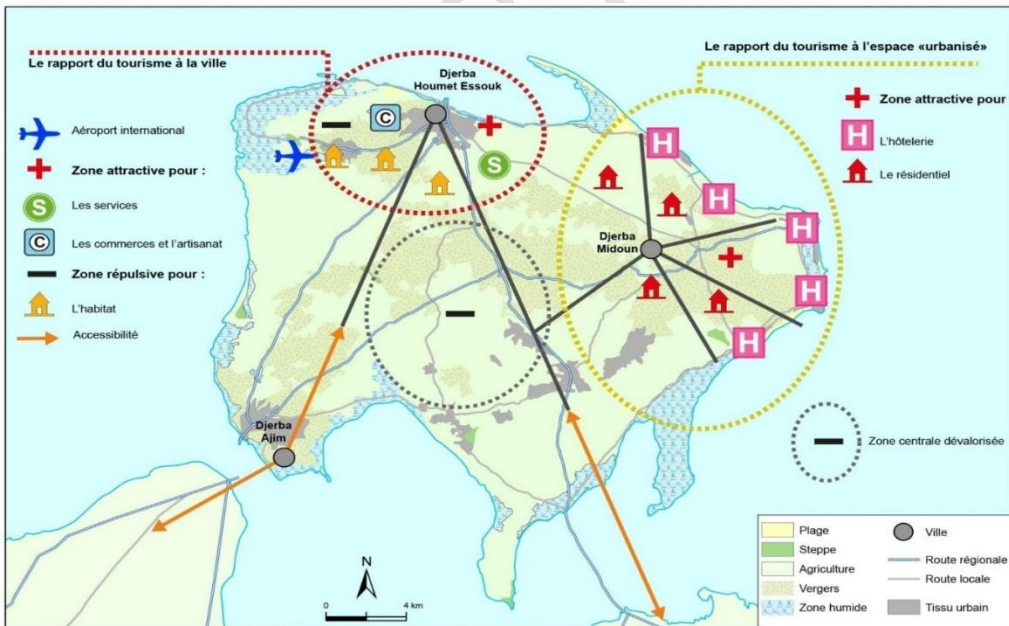 Le rapport du tourisme à la ville
Aéroport international
Zone attractive pour :
S
Les services
C
Les commerces et l'artisanat
Zone répulsive pour :
L'habitat
Accessibilité
Djerba
Houmet Essouk
C
S
Djerba
Midoun
H
H
H
H
H
Djerba
Ajim
Le rapport du tourisme à l'espace «urbanisé»
Zone attractive pour
H
L'hôtelerie
Le résidentiel
Zone centrale dévalorisée
N
0
4 km
Plage
Steppe
Agriculture
Vergers
Zone humide
Ville
Route régionale
Route locale
Tissu urbain